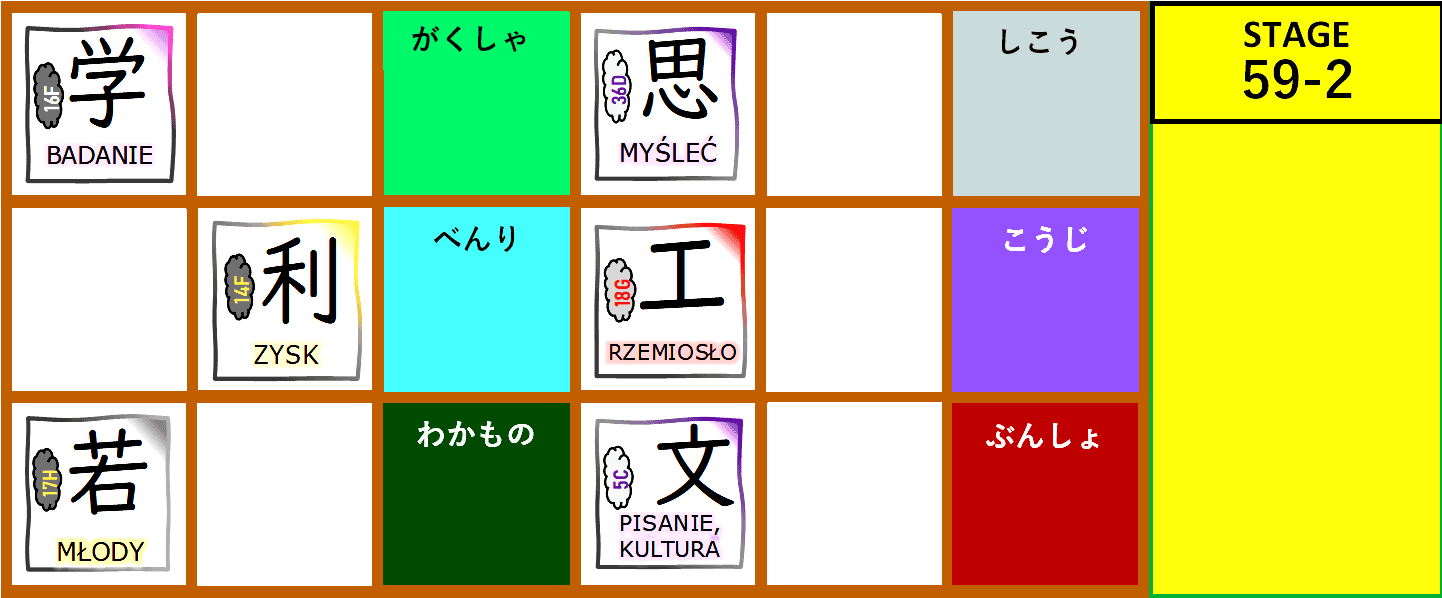 学
16F
BADANIE
がくしゃ
思
36D
MYŚLEĆ
しこう
STAGE
59-2
利
14F
ZYSK
べんり
工
18G
RZEMIOSŁO
こうじ
若
17H
MŁODY
わかもの
文
5C
PISANIE,
KULTURA
ぶんしょ